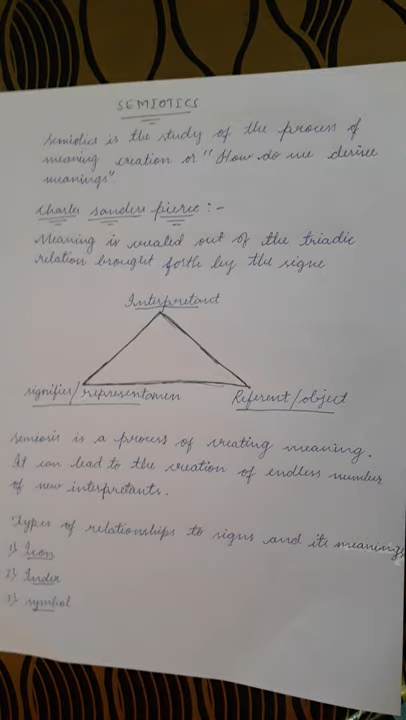 SEMIOTICS
Semiotics is the study of the process of
meaning creation or "How do we derive
meanings".
Charles sanders pierce :-
Meaning is created out of the triadic
relation brought forth by the signe
Interpretant
signifier/representamen
Referent/object
semiosis is a process of creating meaning.
It can lead to the creation of endless number
of new interpretants.
Types of relationships to signs and its meanings
1) Icon
2) Index
3) symbol